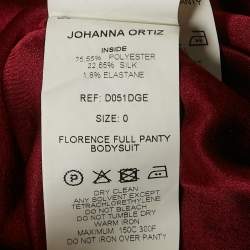 ANTY
JOHANNA ORTIZ
INSIDE
75,55% POLYESTER
22,65% SILK
1,8% ELASTANE
REF: D051DGE
SIZE: 0
FLORENCE FULL PANTY
BODYSUIT
DRY CLEAN
ANY SOLVENT EXCEPT
TETRACHLORETHYLENE
DO NOT BLEACH
DO NOT TUMBLE DRY
WARM IRON
MAXIMUM 150C 300F
DO NOT IRON OVER PANTY